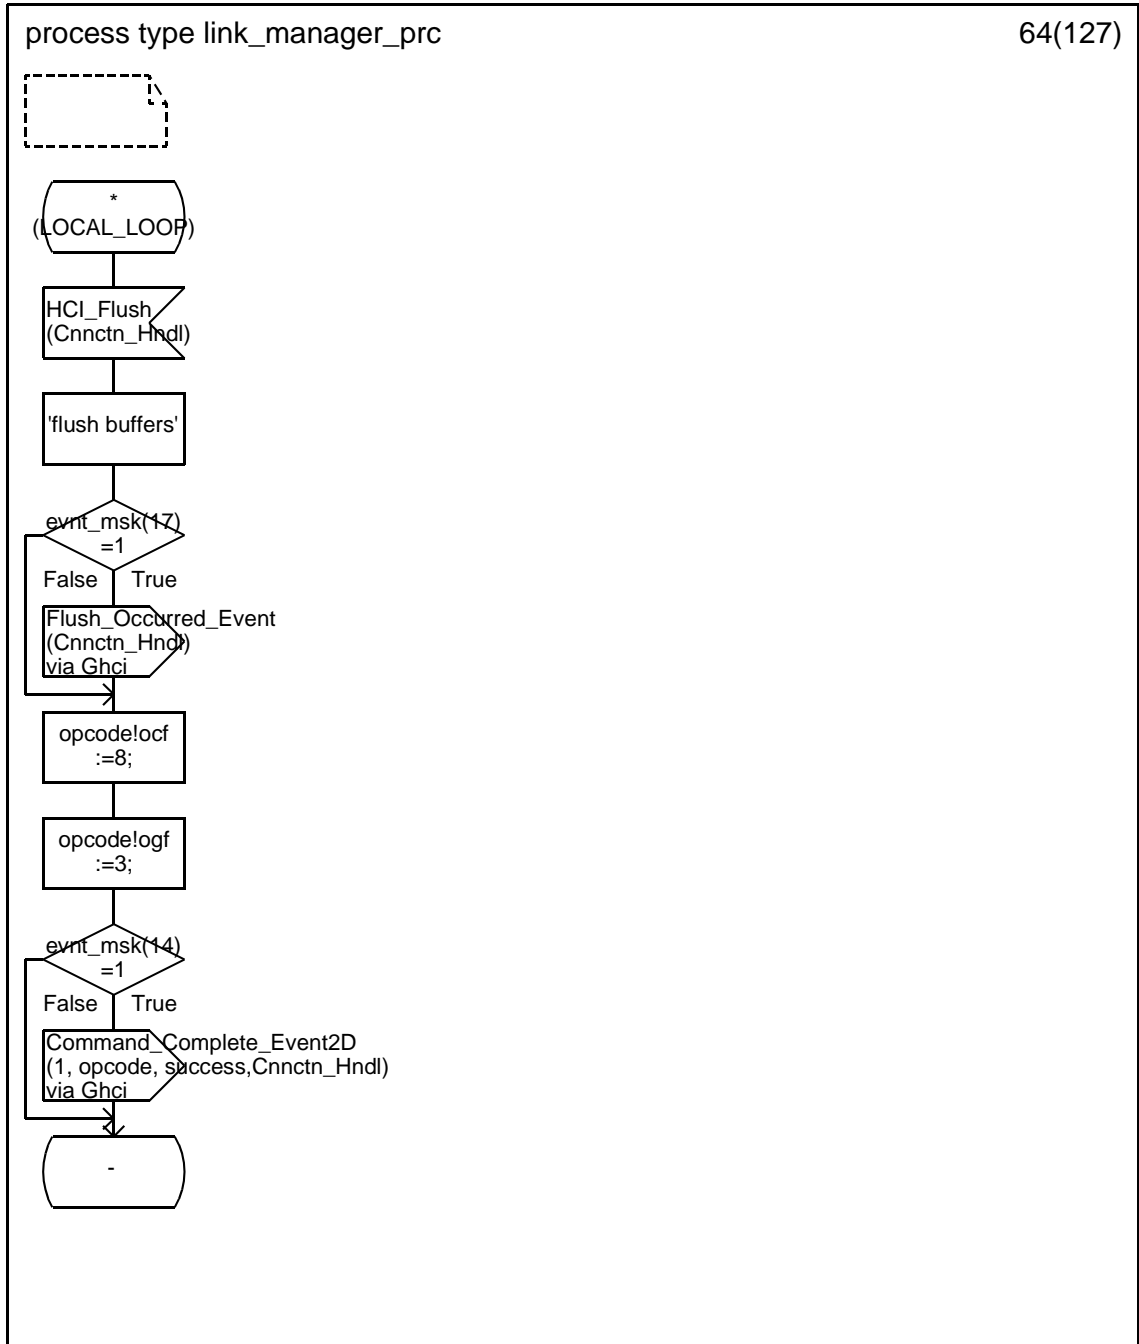 process type link_manager_prc
64(127)
*
(LOCAL_LOOP)
HCI_Flush
(Cnnctn_Hndl)
'flush buffers'
evnt_msk(17)
=1
False
True
Flush_Occurred_Event
(Cnnctn_Hndl)
via Ghci
opcode!ocf
:=8;
opcode!ogf
:=3;
evnt_msk(14)
=1
False
True
Command_Complete_Event2D
(1, opcode, success,Cnnctn_Hndl)
via Ghci
-